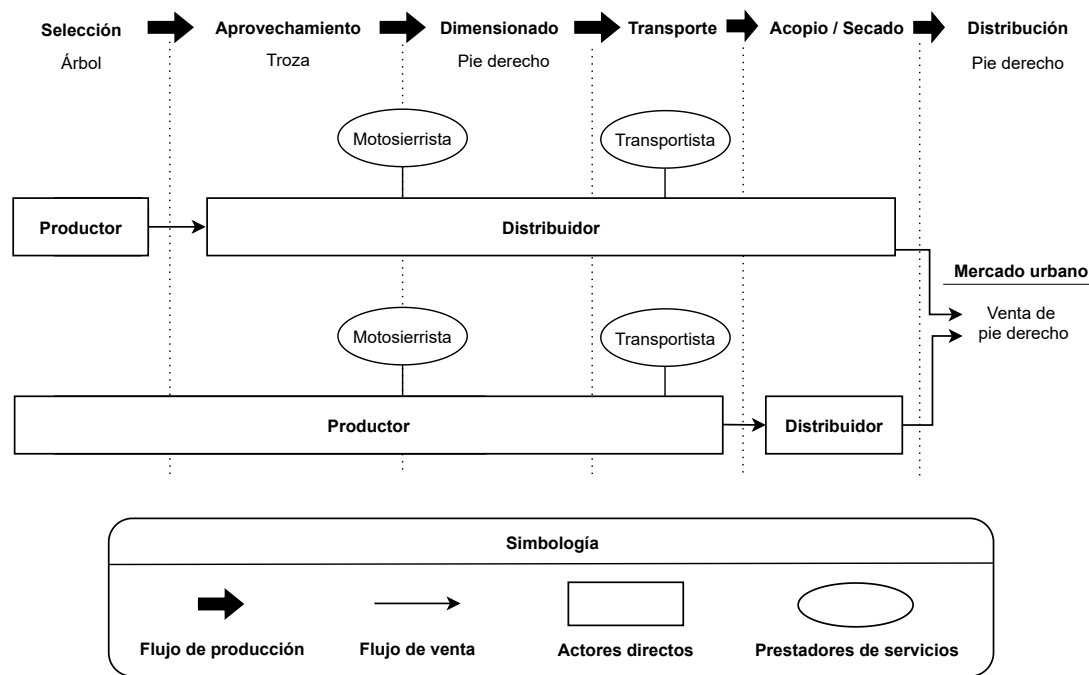 Selección
Aprovechamiento
Dimensionado
Transporte
Acopio / Secado
Distribución
Árbol
Troza
Pie derecho
Pie derecho
Motosierrista
Transportista
Productor
Distribuidor
Mercado urbano
Venta de
pie derecho
Motosierrista
Transportista
Productor
Distribuidor
Simbología
Flujo de producción
Flujo de venta
Actores directos
Prestadores de servicios